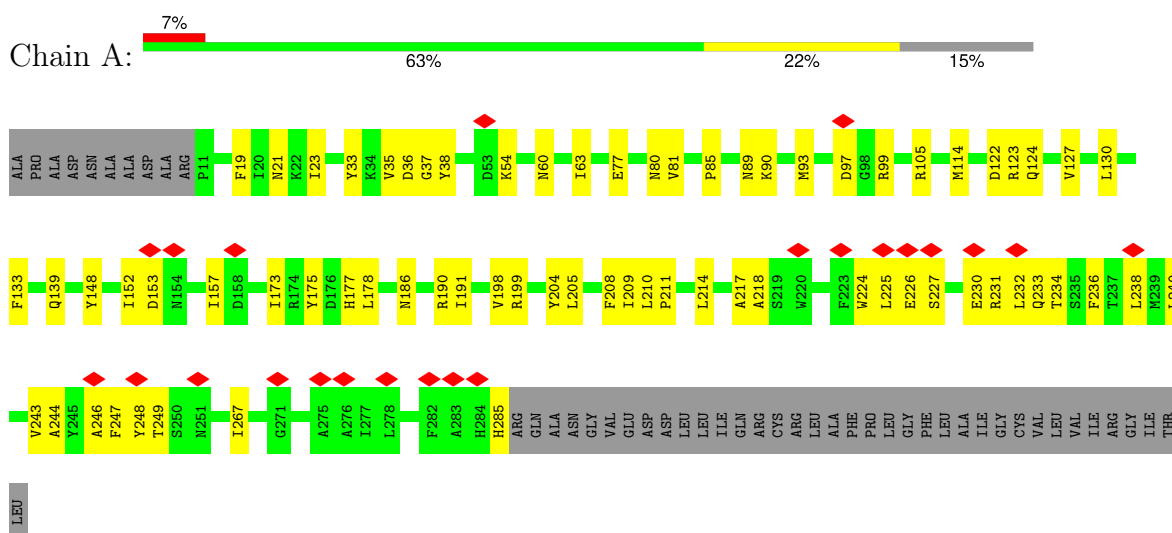 7%
Chain A:
63% 22% 15%
ALA PRO ALA ASP ASN ALA ALA ASP ALA ARG P11 F19 I20 N21 K22 I23 Y33 K34 V35 D36 G37 Y38 D53 K54 N60 I63 E77 N80 V81 P85 N89 K90 M93 D97 G98 R99 R105 M114 D122 R123 Q124 V127 L130
F133 Q139 Y148 I152 D153 N154 I157 D158 I173 R174 Y175 D176 H177 L178 N186 R190 I191 V198 R199 Y204 L205 F208 I209 L210 P211 L214 A217 A218 S219 W220 F223 W224 L225 E226 S227 E230 R231 L232 Q233 T234 S235 F236 T237 L238 M239
V243 A244 Y245 A246 F247 Y248 T249 S250 N251 I267 G271 A275 A276 I277 L278 F282 A283 H284 H285 ARG GLN ALA ASN GLY VAL GLU ASP ASP LEU LEU ILE GLN ARG CYS ARG LEU ALA PHE PRO LEU GLY PHE LEU ALA ILE GLY CYS VAL LEU VAL ILE ARG GLY ILE THR
LEU